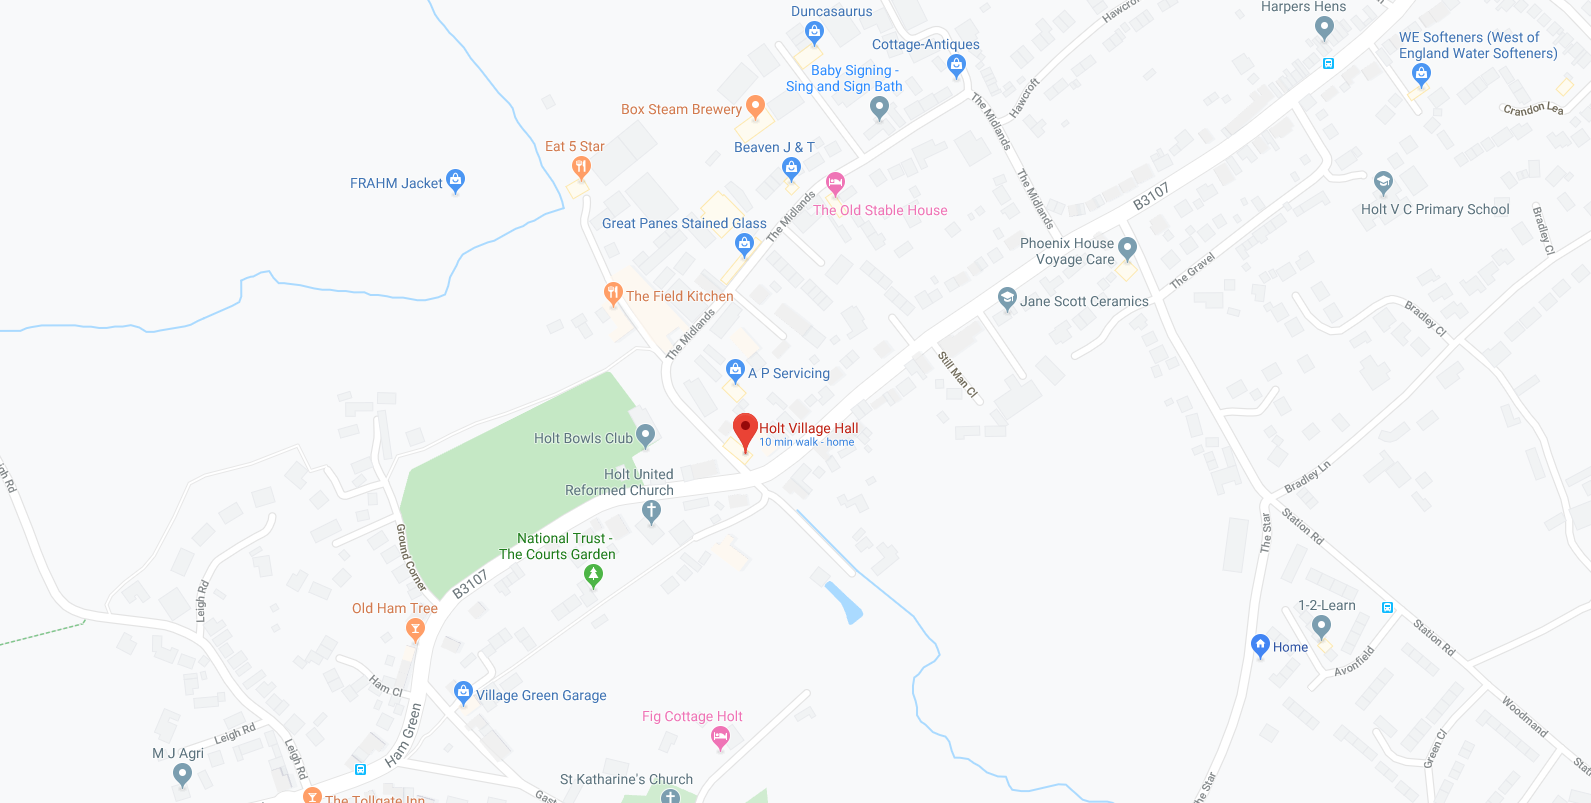 Duncasaurus
Harpers Hens
Hawcroft
Cottage-Antiques
WE Softeners (West of
England Water Softeners)
Baby Signing -
Sing and Sign Bath
Box Steam Brewery
The Midlands
Hawcroft
Crandon Lea
Eat 5 Star
Beaven J & T
FRAHM Jacket
The Midlands
B3107
Holt V C Primary School
The Old Stable House
The Midlands
Great Panes Stained Glass
Bradley Cl
Phoenix House
Voyage Care
The Gravel
The Field Kitchen
Jane Scott Ceramics
Bradley Cl
The Midlands
A P Servicing
Still Man Cl
Holt Village Hall
10 min walk - home
Holt Bowls Club
Holt United
Reformed Church
Bradley Ln
Station Rd
The Star
Ground Corner
National Trust -
The Courts Garden
B3107
Leigh Rd
Old Ham Tree
1-2-Learn
Station Rd
Home
Avonfield
Ham Cl
Village Green Garage
Woodmand
Fig Cottage Holt
Ham Green
Leigh Rd
Leigh Rd
Green Cl
M J Agri
St Katharine's Church
The Star
The Tollgate Inn